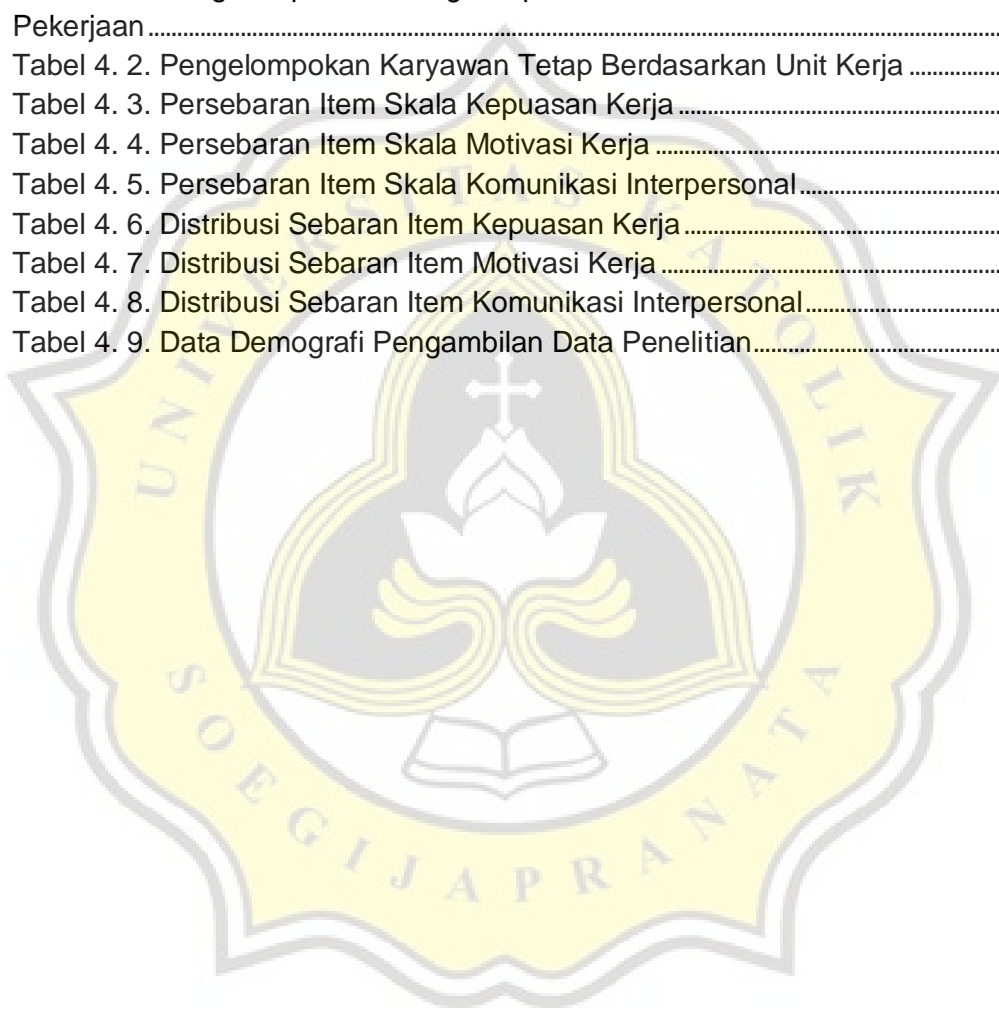 Pekerjaan
Tabel 4. 2. Pengelompokan Karyawan Tetap Berdasarkan Unit Kerja
Tabel 4. 3. Persebaran Item Skala Kepuasan Kerja
Tabel 4. 4. Persebaran Item Skala Motivasi Kerja
Tabel 4. 5. Persebaran Item Skala Komunikasi Interpersonal
Tabel 4. 6. Distribusi Sebaran Item Kepuasan Kerja
Tabel 4. 7. Distribusi Sebaran Item Motivasi Kerja
Tabel 4. 8. Distribusi Sebaran Item Komunikasi Interpersonal
Tabel 4. 9. Data Demografi Pengambilan Data Penelitian
UNIVERSITAS KATOLIK
SOEGIJAPRANATA